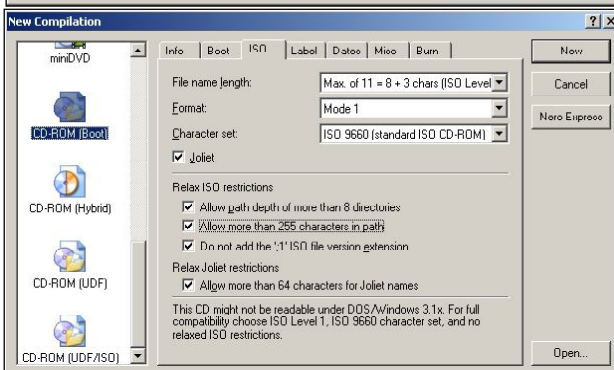 New Compilation
miniDVD
CD-ROM (Boot)
CD-ROM (Hybrid)
CD-ROM (UDF)
CD-ROM (UDF/ISO)
Info Boot ISO Label Dates Misc Burn
File name length: Max. of 11 = 8 + 3 chars (ISO Level
Format: Mode 1
Character set: ISO 9660 (standard ISO CD-ROM)
Joliet
Relax ISO restrictions
Allow path depth of more than 8 directories
Allow more than 255 characters in path
Do not add the ';1' ISO file version extension
Relax Joliet restrictions
Allow more than 64 characters for Joliet names
This CD might not be readable under DOS/Windows 3.1x. For full
compatibility choose ISO Level 1, ISO 9660 character set, and no
relaxed ISO restrictions.
New
Cancel
Nero Express
Open...